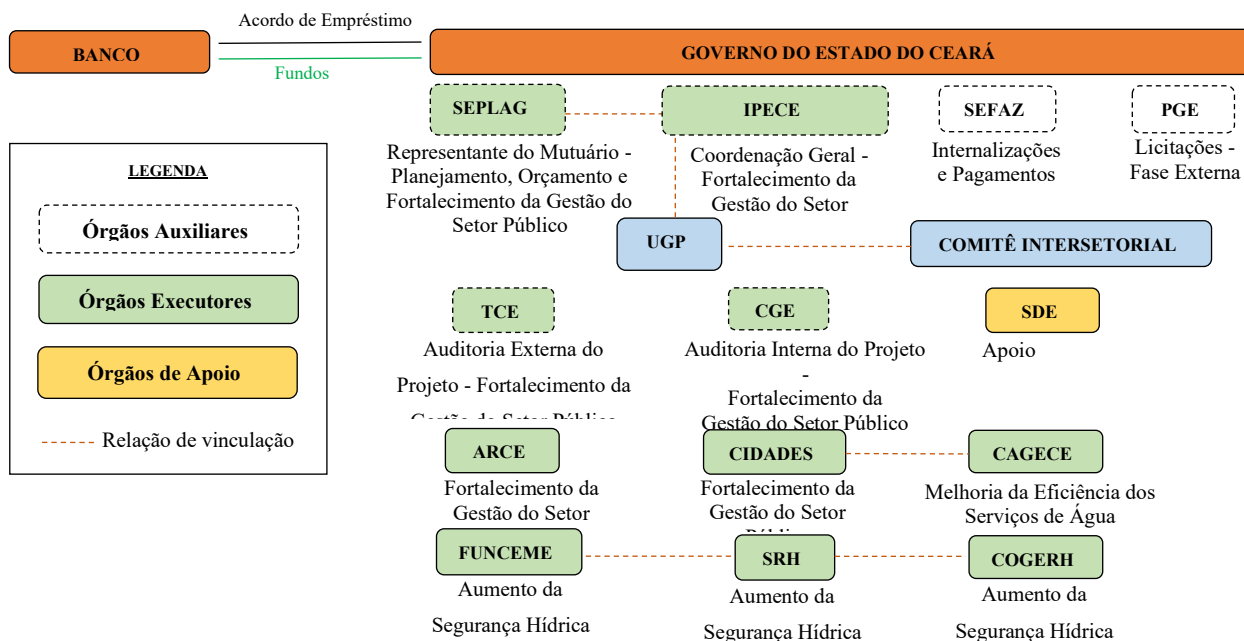 Acordo de Empréstimo
BANCO
GOVERNO DO ESTADO DO CEARÁ
Fundos
SEPLAG
IPECE
SEFAZ
PGE
Representante do Mutuário -
Planejamento, Orçamento e
Fortalecimento da Gestão do
Setor Público
Coordenação Geral -
Fortalecimento da
Gestão do Setor
Internalizações
e Pagamentos
Licitações -
Fase Externa
LEGENDA
Órgãos Auxiliares
Órgãos Executores
Órgãos de Apoio
Relação de vinculação
UGP
COMITÊ INTERSETORIAL
TCE
CGE
SDE
Auditoria Externa do
Projeto - Fortalecimento da
Gestão do Setor Público
Auditoria Interna do Projeto
-
Fortalecimento da
Gestão do Setor Público
Apoio
ARCE
CIDADES
CAGECE
Fortalecimento da
Gestão do Setor
Fortalecimento da
Gestão do Setor
Público
Melhoria da Eficiência dos
Serviços de Água
FUNCEME
SRH
COGERH
Aumento da
Segurança Hídrica
Aumento da
Segurança Hídrica
Aumento da
Segurança Hídrica